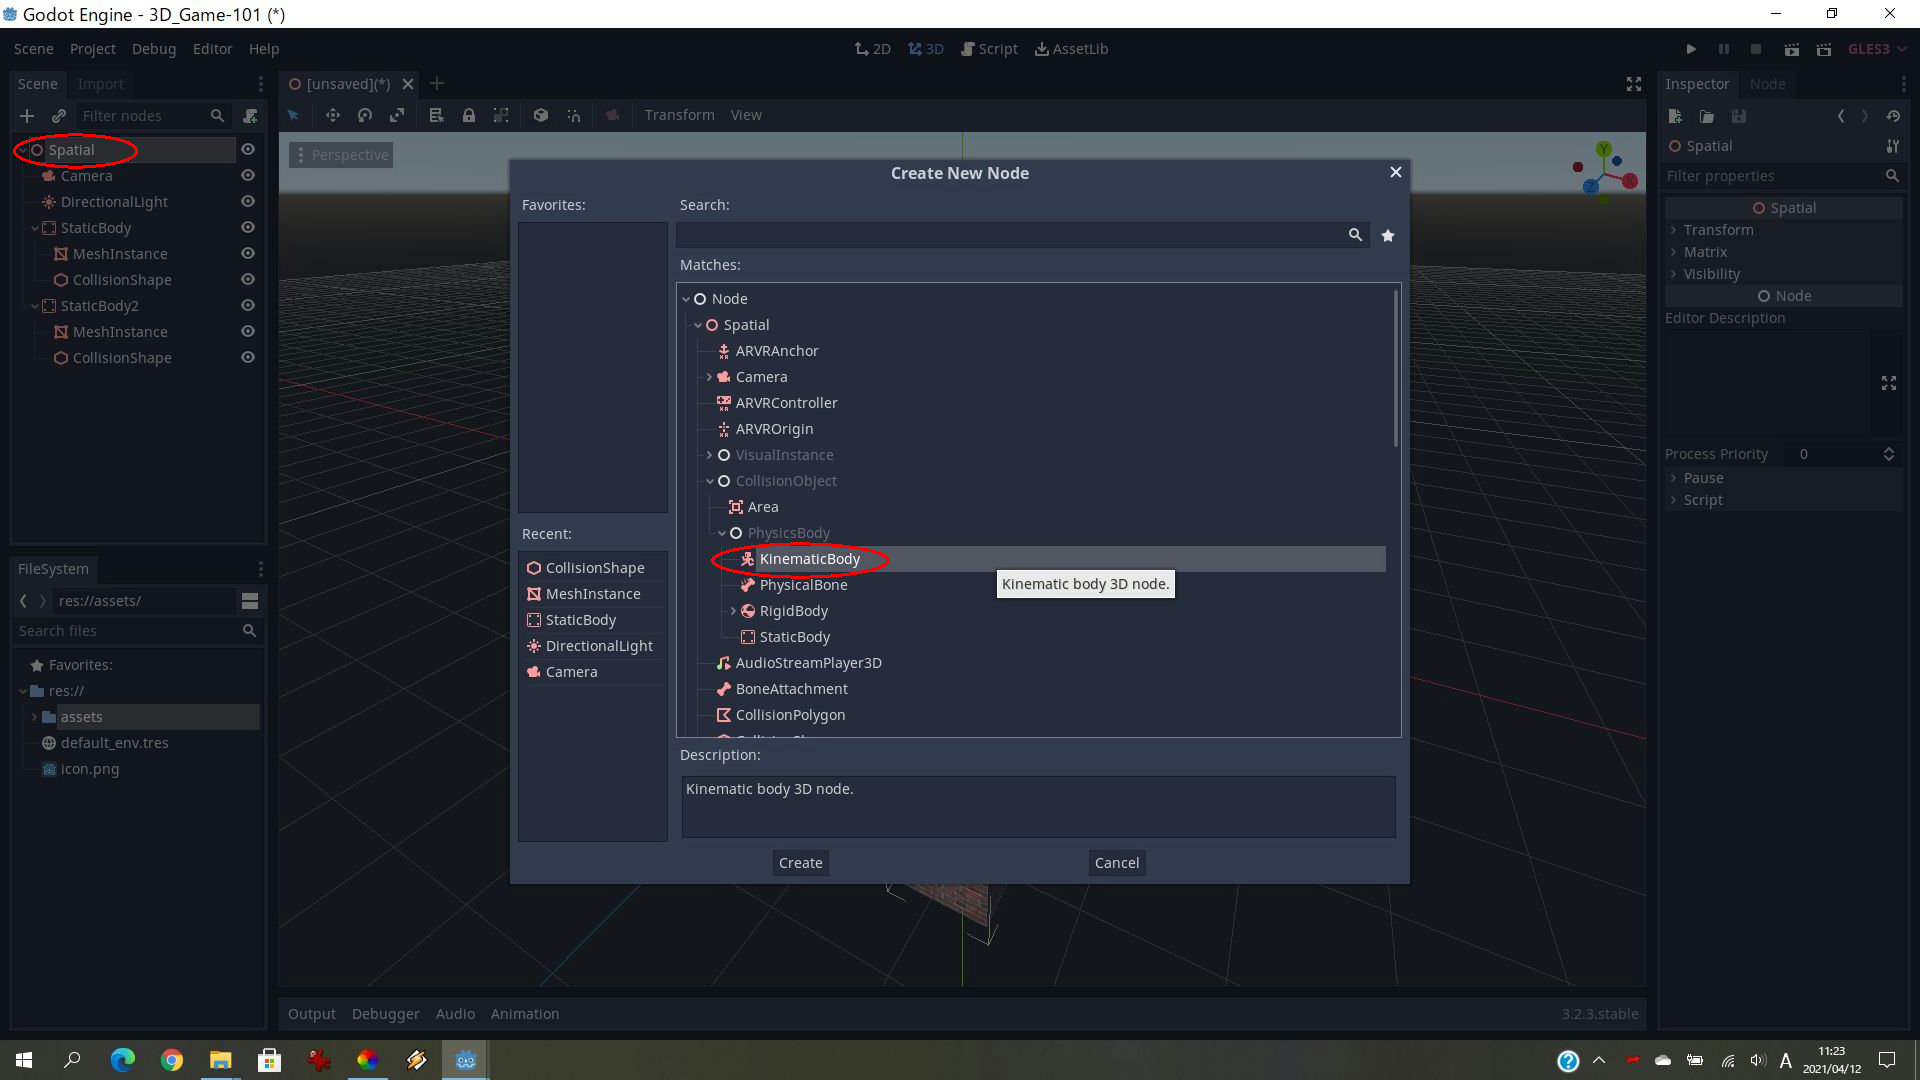 Godot Engine - 3D_Game-101 (*)
Scene Project Debug Editor Help
2D 3D Script AssetLib
GLES3
Scene Import
[unsaved](*)
Inspector Node
Filter nodes
Transform View
Spatial
Camera
DirectionalLight
StaticBody
MeshInstance
CollisionShape
StaticBody2
MeshInstance
CollisionShape
Perspective
Y
X
Z
Create New Node
Favorites:
Search:
Matches:
Node
Spatial
ARVRAnchor
Camera
ARVRController
ARVROrigin
VisualInstance
CollisionObject
Area
PhysicsBody
KinematicBody
Kinematic body 3D node.
PhysicalBone
RigidBody
StaticBody
AudioStreamPlayer3D
BoneAttachment
CollisionPolygon
Recent:
CollisionShape
MeshInstance
StaticBody
DirectionalLight
Camera
Description:
Kinematic body 3D node.
Create Cancel
FileSystem
res://assets/
Search files
Favorites:
res://
assets
default_env.tres
icon.png
Spatial
Filter properties
Spatial
Transform
Matrix
Visibility
Node
Editor Description
Process Priority 0
Pause
Script
Output Debugger Audio Animation
3.2.3.stable
A
11:23
2021/04/12